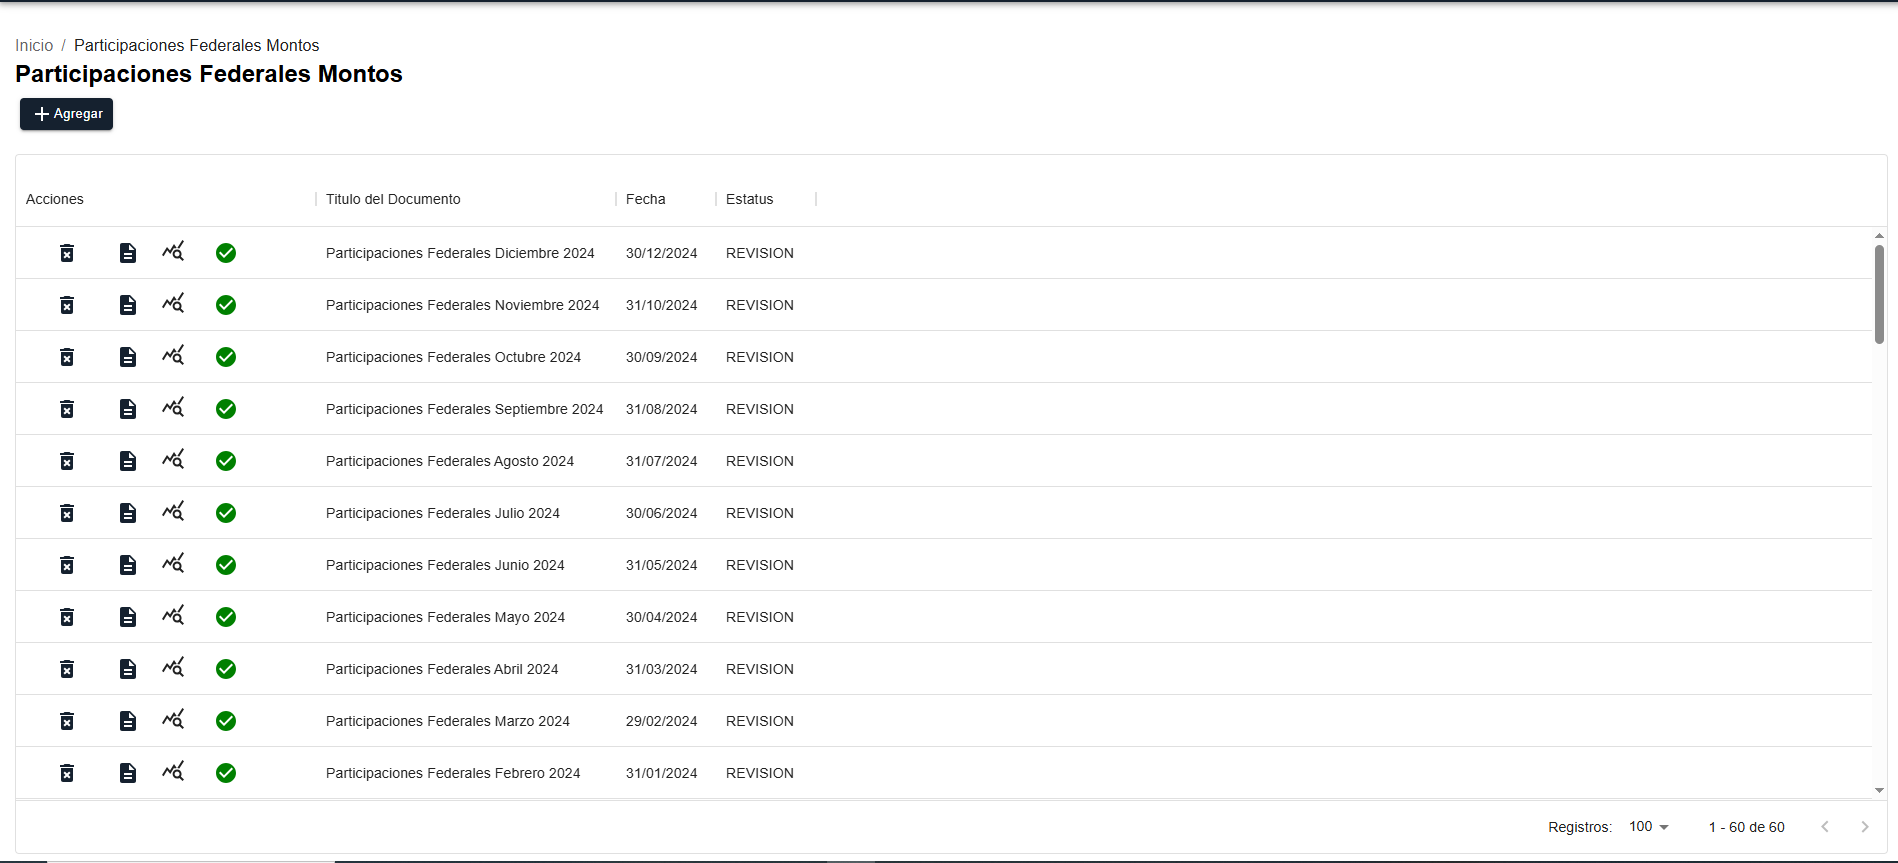 Inicio / Participaciones Federales Montos
Participaciones Federales Montos
Agregar
Acciones Titulo del Documento Fecha Estatus
Participaciones Federales Diciembre 2024 30/12/2024 REVISION
Participaciones Federales Noviembre 2024 31/10/2024 REVISION
Participaciones Federales Octubre 2024 30/09/2024 REVISION
Participaciones Federales Septiembre 2024 31/08/2024 REVISION
Participaciones Federales Agosto 2024 31/07/2024 REVISION
Participaciones Federales Julio 2024 30/06/2024 REVISION
Participaciones Federales Junio 2024 31/05/2024 REVISION
Participaciones Federales Mayo 2024 30/04/2024 REVISION
Participaciones Federales Abril 2024 31/03/2024 REVISION
Participaciones Federales Marzo 2024 29/02/2024 REVISION
Participaciones Federales Febrero 2024 31/01/2024 REVISION
Registros: 100 1 - 60 de 60